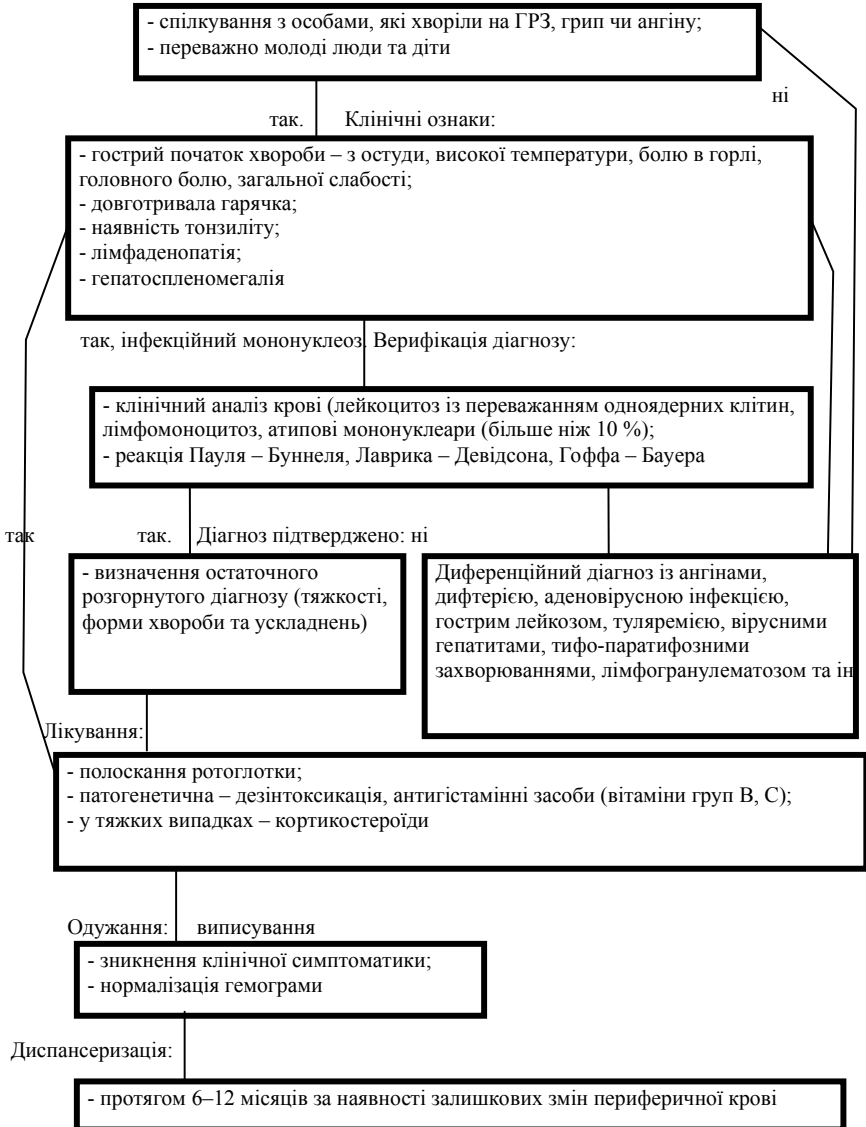 - спілкування з особами, які хворіли на ГРЗ, грип чи ангіну;
- переважно молоді люди та діти
ні
так. Клінічні ознаки:
- гострий початок хвороби – з остуди, високої температури, болю в горлі,
головного болю, загальної слабості;
- довготривала гарячка;
- наявність тонзиліту;
- лімфаденопатія;
- гепатоспленомегалія
так, інфекційний мононуклеоз. Верифікація діагнозу:
- клінічний аналіз крові (лейкоцитоз із переважанням одноядерних клітин,
лімфомоноцитоз, атипові мононуклеари (більше ніж 10 %);
- реакція Пауля – Буннеля, Лаврика – Девідсона, Гоффа – Бауера
так
так. Діагноз підтверджено: ні
- визначення остаточного
розгорнутого діагнозу (тяжкості,
форми хвороби та ускладнень)
Диференційний діагноз із ангінами,
дифтерією, аденовірусною інфекцією,
гострим лейкозом, туляремією, вірусними
гепатитами, тифо-паратифозними
захворюваннями, лімфогранулематозом та ін
Лікування:
- полоскання ротоглотки;
- патогенетична – дезінтоксикація, антигістамінні засоби (вітаміни груп В, С);
- у тяжких випадках – кортикостероїди
Одужання: виписування
- зникнення клінічної симптоматики;
- нормалізація гемограми
Диспансеризація:
- протягом 6–12 місяців за наявності залишкових змін периферичної крові